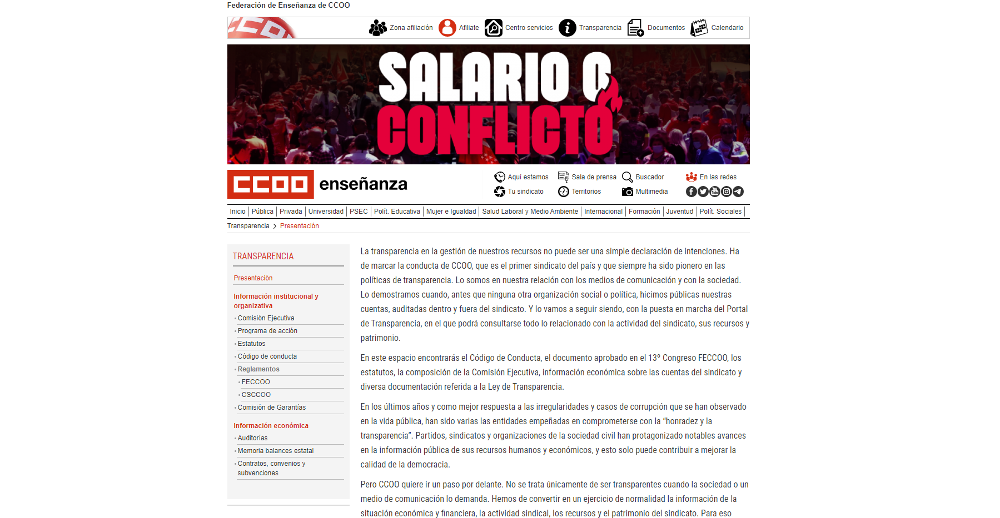 Federación de Enseñanza de CCOO
CCOO
Zona afiliación
Afiliate
Centro servicios
Transparencia
Documentos
Calendario
SALARIO O
CONFLICTO
CCOO enseñanza
Aquí estamos
Sala de prensa
Buscador
En las redes
Tu sindicato
Territorios
Multimedia
Inicio | Pública | Privada | Universidad | PSEC | Polít. Educativa | Mujer e Igualdad | Salud Laboral y Medio Ambiente | Internacional | Formación | Juventud | Polít. Sociales |
Transparencia > Presentación
TRANSPARENCIA
Presentación
Información institucional y
organizativa
Comisión Ejecutiva
Programa de acción
Estatutos
Código de conducta
Reglamentos
FECCOO
CSCCOO
Comisión de Garantías
Información económica
Auditorías
Memoria balances estatal
Contratos, convenios y
subvenciones
La transparencia en la gestión de nuestros recursos no puede ser una simple declaración de intenciones. Ha
de marcar la conducta de CCOO, que es el primer sindicato del país y que siempre ha sido pionero en las
políticas de transparencia. Lo somos en nuestra relación con los medios de comunicación y con la sociedad.
Lo demostramos cuando, antes que ninguna otra organización social o política, hicimos públicas nuestras
cuentas, auditadas dentro y fuera del sindicato. Y lo vamos a seguir siendo, con la puesta en marcha del Portal
de Transparencia, en el que podrá consultarse todo lo relacionado con la actividad del sindicato, sus recursos y
patrimonio.
En este espacio encontrarás el Código de Conducta, el documento aprobado en el 13º Congreso FECCOO, los
estatutos, la composición de la Comisión Ejecutiva, información económica sobre las cuentas del sindicato y
diversa documentación referida a la Ley de Transparencia.
En los últimos años y como mejor respuesta a las irregularidades y casos de corrupción que se han observado
en la vida pública, han sido varias las entidades empeñadas en comprometerse con la “honradez y la
transparencia”. Partidos, sindicatos y organizaciones de la sociedad civil han protagonizado notables avances
en la información pública de sus recursos humanos y económicos, y esto solo puede contribuir a mejorar la
calidad de la democracia.
Pero CCOO quiere ir un paso por delante. No se trata únicamente de ser transparentes cuando la sociedad o un
medio de comunicación lo demanda. Hemos de convertir en un ejercicio de normalidad la información de la
situación económica y financiera, la actividad sindical, los recursos y el patrimonio del sindicato. Para eso